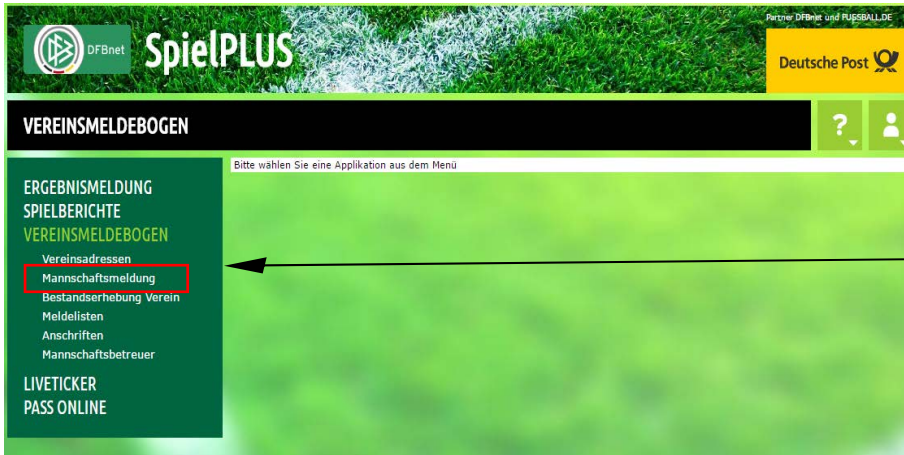 Partner DFBnet und FUSSBALL.DE
DFBnet SpielPLUS
Deutsche Post
VEREINSMELDEBOGEN
?
Bitte wählen Sie eine Applikation aus dem Menü
ERGEBNISMELDUNG
SPIELBERICHTE
VEREINSMELDEBOGEN
Vereinsadressen
Mannschaftsmeldung
Bestandserhebung Verein
Meldelisten
Anschriften
Mannschaftsbetreuer
LIVETICKER
PASS ONLINE